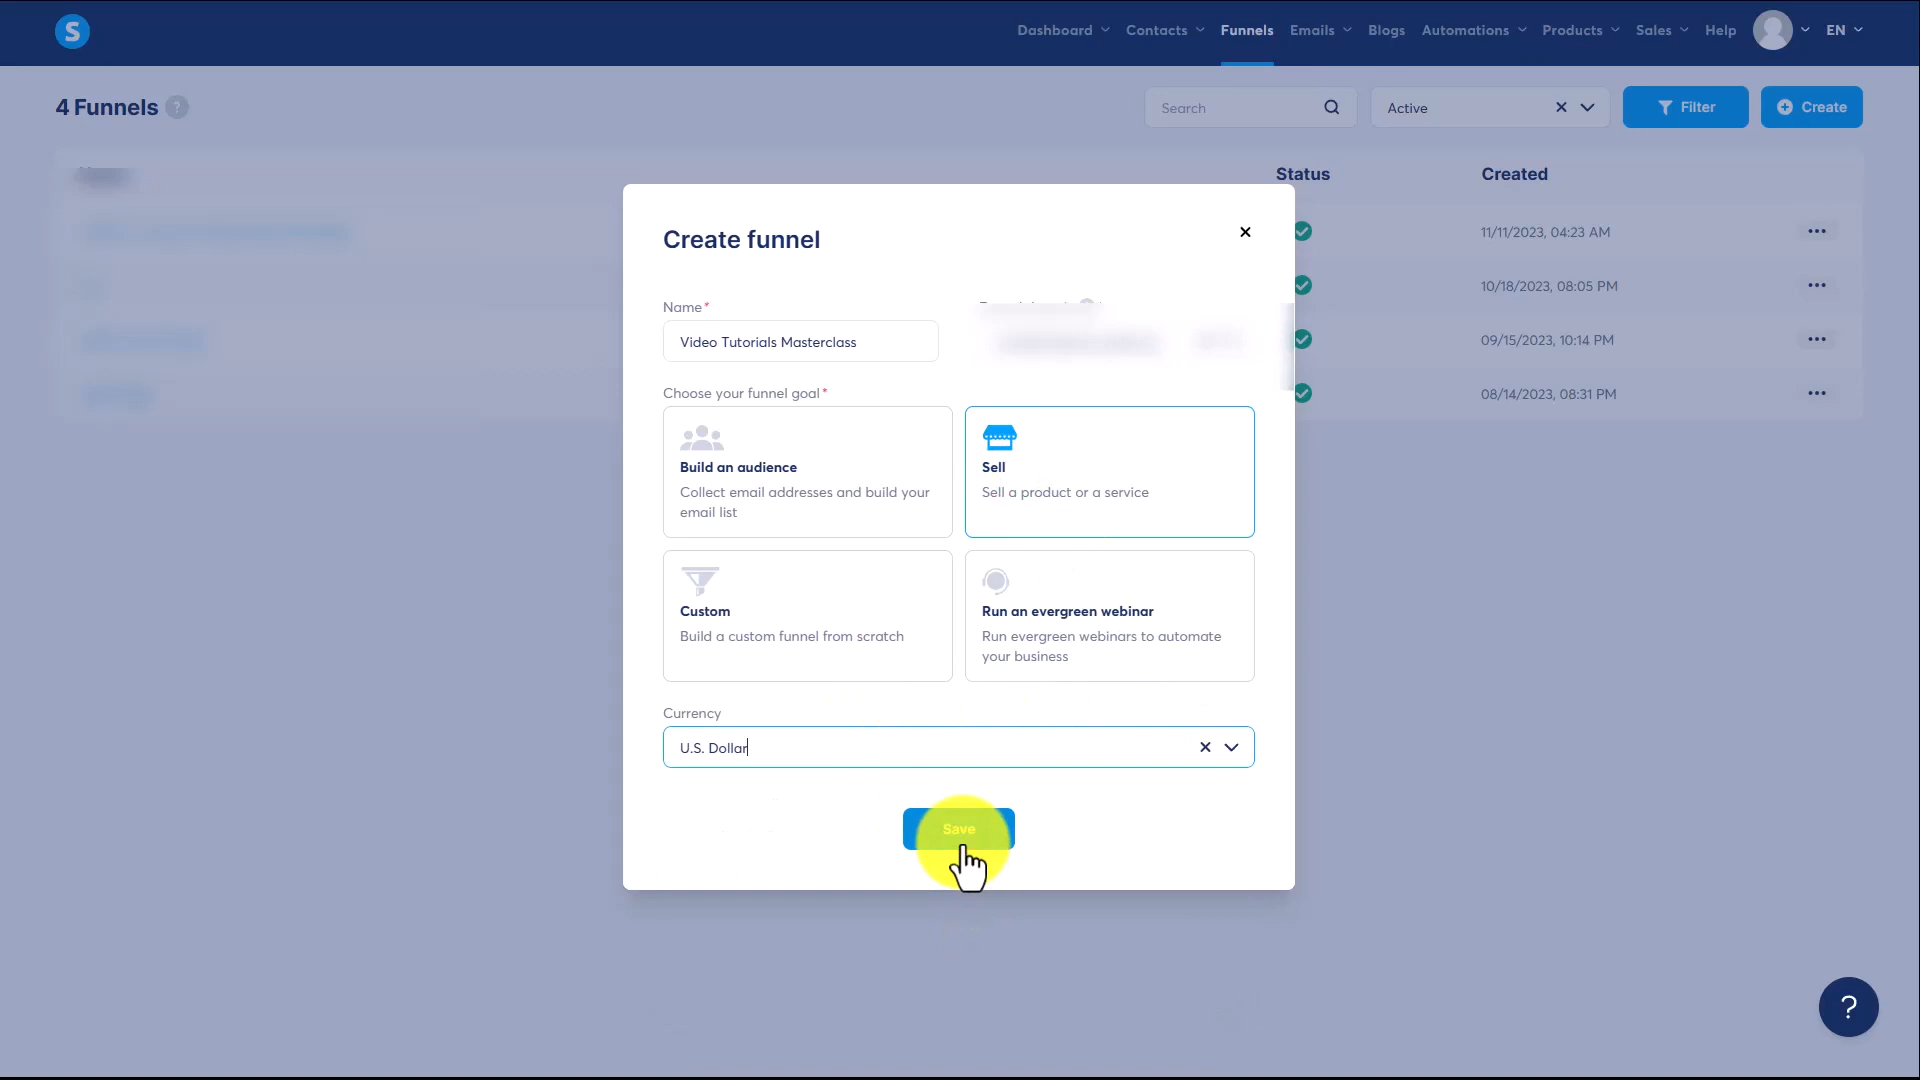 S
Dashboard Contacts Funnels Emails Blogs Automations Products Sales Help EN
4 Funnels ?
Search
Active
Filter
Create
Status Created
11/11/2023, 04:23 AM
10/18/2023, 08:05 PM
09/15/2023, 10:14 PM
08/14/2023, 08:31 PM
Create funnel
Name*
Video Tutorials Masterclass
Choose your funnel goal*
Build an audience
Collect email addresses and build your
email list
Sell
Sell a product or a service
Custom
Build a custom funnel from scratch
Run an evergreen webinar
Run evergreen webinars to automate
your business
Currency
U.S. Dollar
Save
?